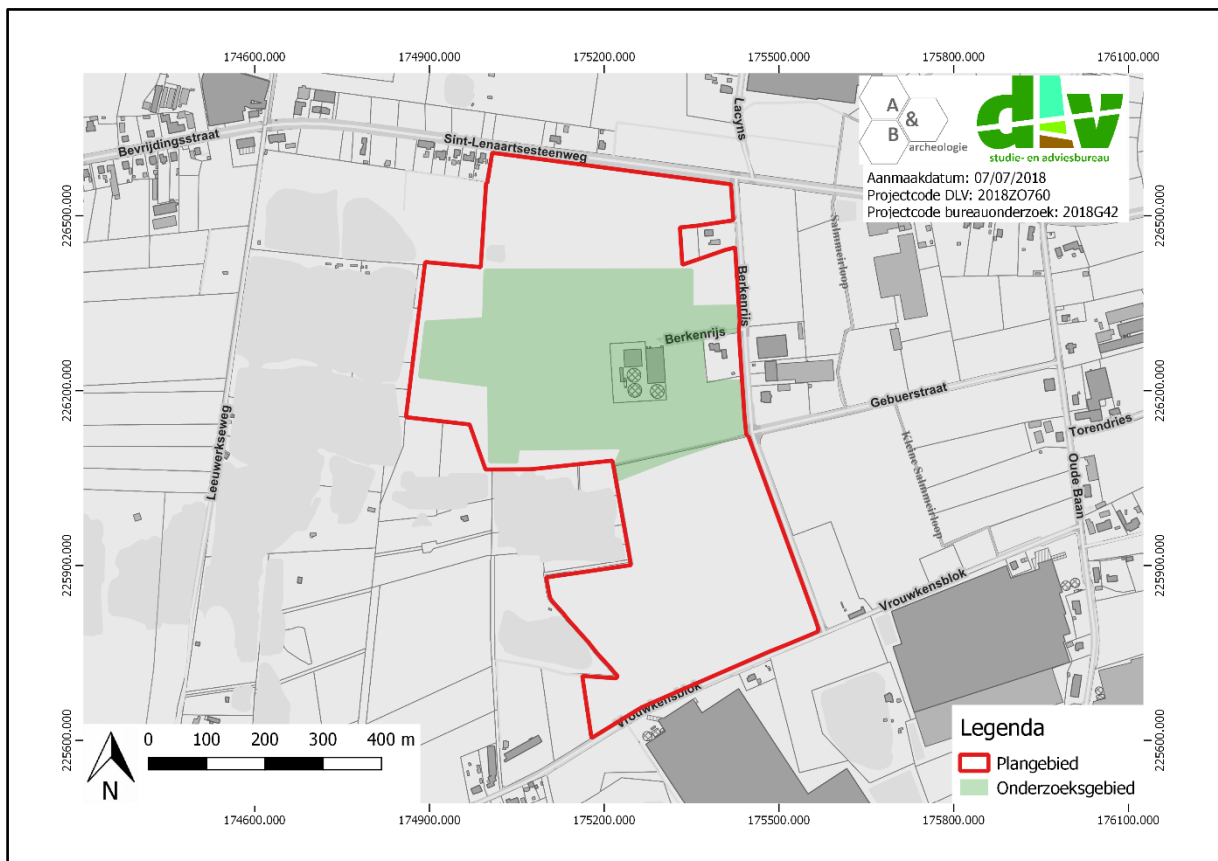 174600.000
174900.000
175200.000
175500.000
175800.000
176100.000
A
&
B
archeologie
dlv
studie- en adviesbureau
Aanmaakdatum: 07/07/2018
Projectcode DLV: 2018ZO760
Projectcode bureauonderzoek: 2018G42
Bevrijdingsstraat
Sint-Lenaartsesteenweg
Lacyns
226500.000
226500.000
Salmmeirloop
Berkenrijs
Berkenrijs
226200.000
226200.000
Gebuerstraat
Torendries
Leeuwerkseweg
Kleine Salmmeirloop
Oude Baan
225900.000
225900.000
Vrouwkensblok
Vrouwkensblok
225600.000
225600.000
0 100 200 300 400 m
N
Legenda
Plangebied
Onderzoeksgebied
174600.000
174900.000
175200.000
175500.000
175800.000
176100.000